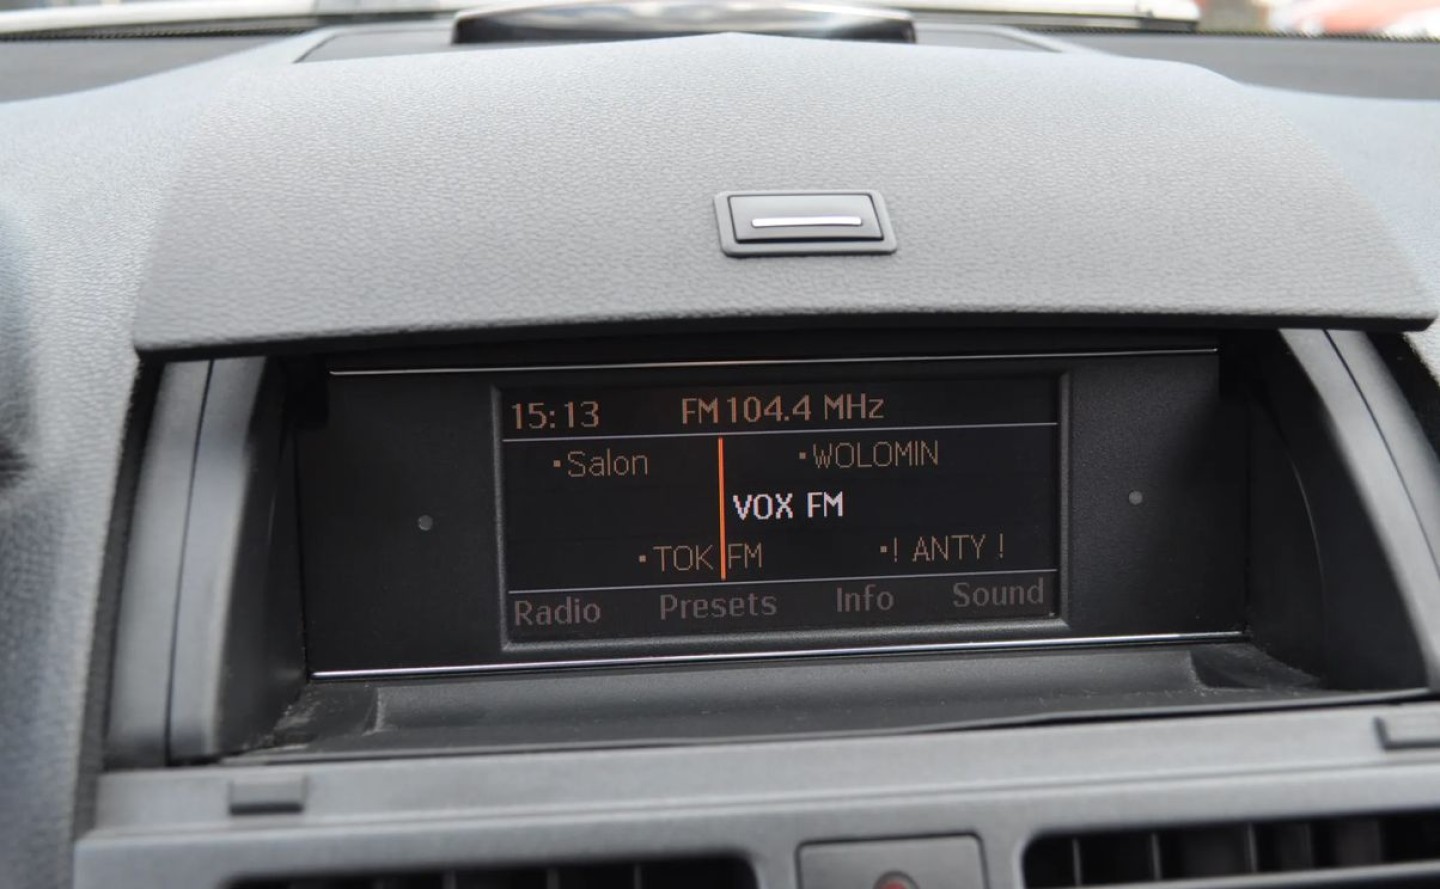 15:13 FM 104.4 MHz
Salon WOLOMIN
VOX FM
TOK FM ! ANTY !
Radio Presets Info Sound